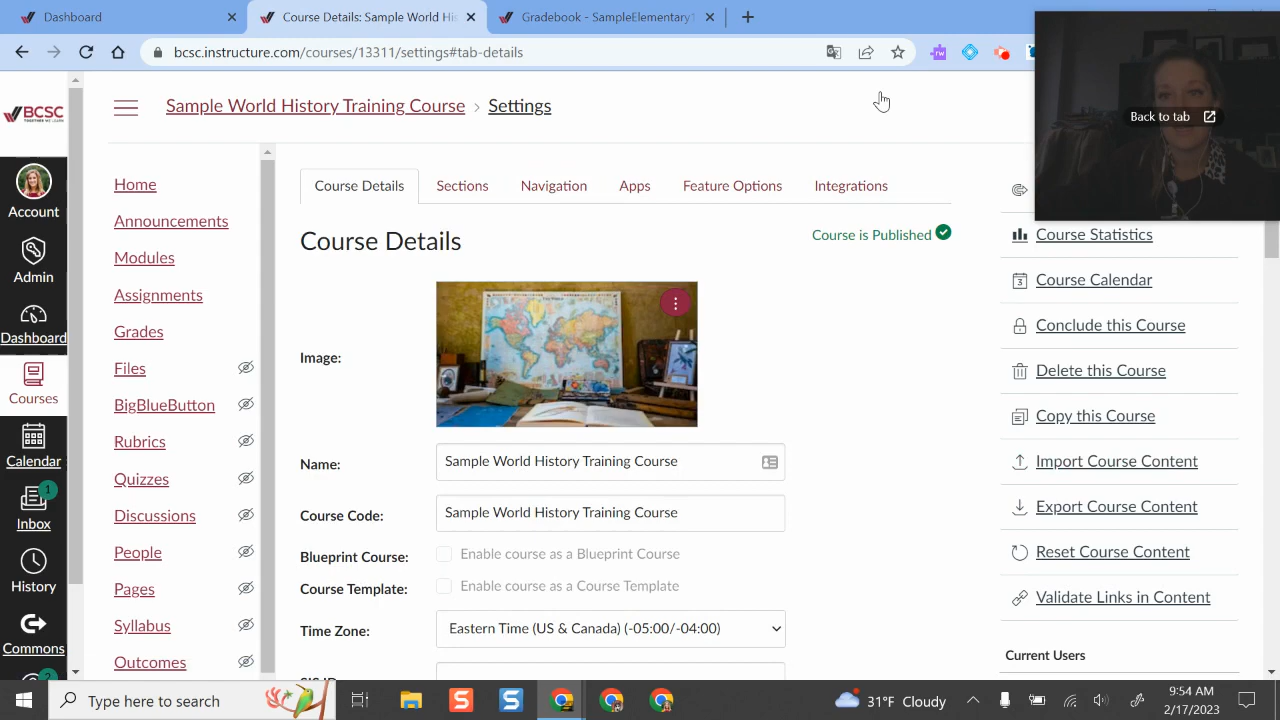 Dashboard
Course Details: Sample World His
Gradebook - SampleElementary1
bcsc.instructure.com/courses/13311/settings#tab-details
Back to tab
BCSC
TOGETHER WE LEARN
Sample World History Training Course > Settings
Account
Admin
Dashboard
Courses
Calendar
1
Inbox
History
Commons
2
Home
Announcements
Modules
Assignments
Grades
Files
BigBlueButton
Rubrics
Quizzes
Discussions
People
Pages
Syllabus
Outcomes
Course Details
Sections
Navigation
Apps
Feature Options
Integrations
Course Details
Course is Published
Image:
Name:
Sample World History Training Course
Course Code:
Sample World History Training Course
Blueprint Course:
Enable course as a Blueprint Course
Course Template:
Enable course as a Course Template
Time Zone:
Eastern Time (US & Canada) (-05:00/-04:00)
Course Statistics
3
Course Calendar
Conclude this Course
Delete this Course
Copy this Course
Import Course Content
Export Course Content
Reset Course Content
Validate Links in Content
Current Users
Type here to search
31°F Cloudy
9:54 AM
2/17/2023